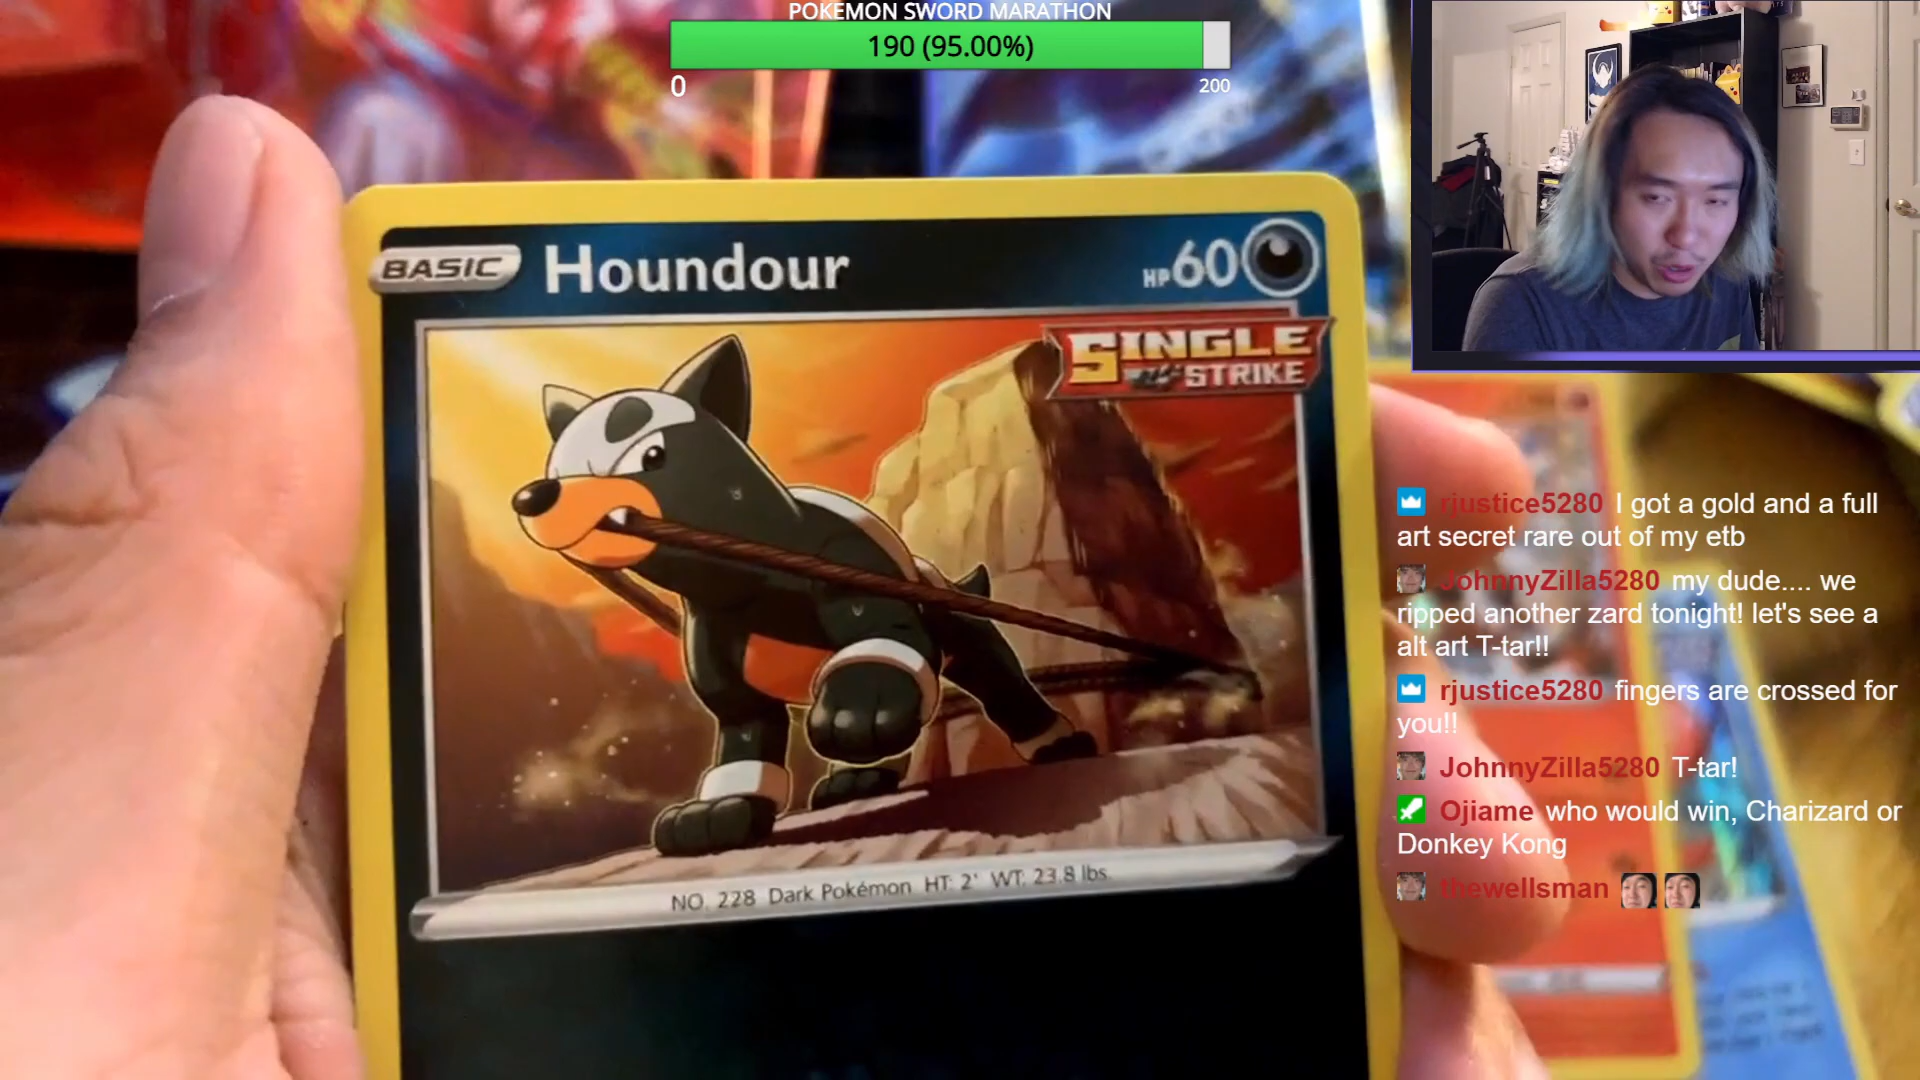 POKEMON SWORD MARATHON
190 (95.00%)
0
200
BASIC
Houndour
HP 60
SINGLE
STRIKE
NO. 228 Dark Pokémon HT: 2' WT: 23.8 lbs.
rjustice5280 I got a gold and a full
art secret rare out of my etb
JohnnyZilla5280 my dude.... we
ripped another zard tonight! let's see a
alt art T-tar!!
rjustice5280 fingers are crossed for
you!!
JohnnyZilla5280 T-tar!
Ojiame who would win, Charizard or
Donkey Kong
thewellsman